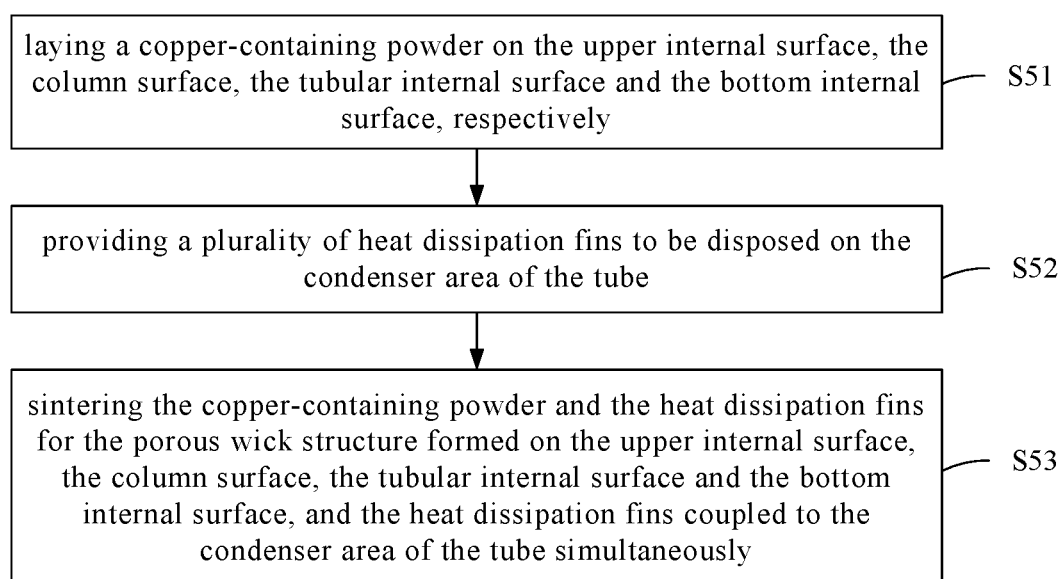 laying a copper-containing powder on the upper internal surface, the
column surface, the tubular internal surface and the bottom internal
surface, respectively
S51
providing a plurality of heat dissipation fins to be disposed on the
condenser area of the tube
S52
sintering the copper-containing powder and the heat dissipation fins
for the porous wick structure formed on the upper internal surface,
the column surface, the tubular internal surface and the bottom
internal surface, and the heat dissipation fins coupled to the
condenser area of the tube simultaneously
S53